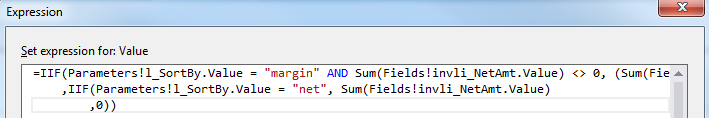 Expression
Set expression for: Value
=IIF(Parameters!l_SortBy.Value = "margin" AND Sum(Fields!invli_NetAmt.Value) <> 0, (Sum(Fie
,IIF(Parameters!l_SortBy.Value = "net", Sum(Fields!invli_NetAmt.Value)
,0))